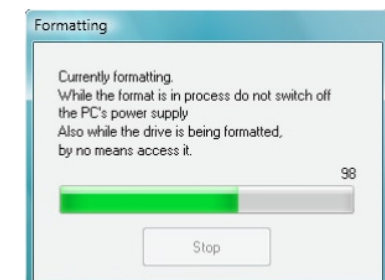 Formatting
Currently formatting.
While the format is in process do not switch off
the PC's power supply
Also while the drive is being formatted,
by no means access it.
98
Stop